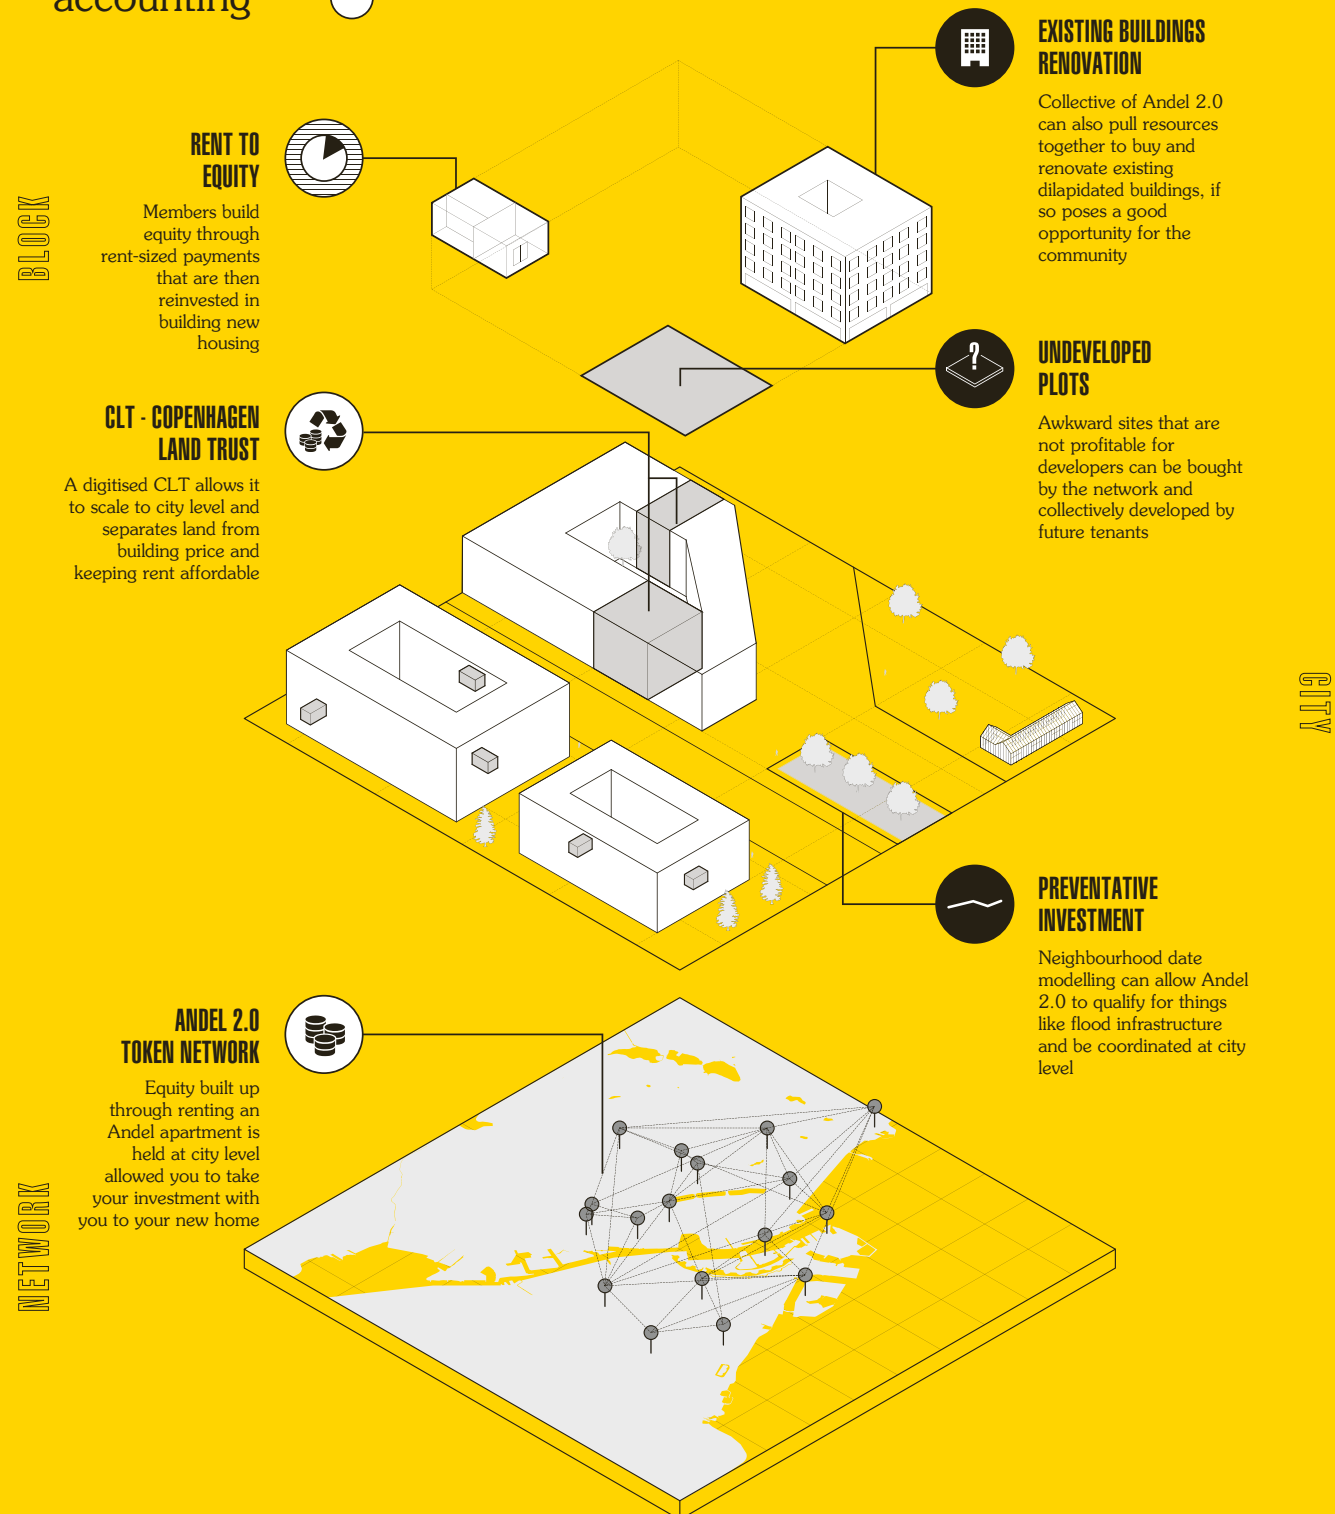 accounting
EXISTING BUILDINGS
RENOVATION
Collective of Andel 2.0
can also pull resources
together to buy and
renovate existing
dilapidated buildings, if
so poses a good
opportunity for the
community
RENT TO
EQUITY
Members build
equity through
rent-sized payments
that are then
reinvested in
building new
housing
BLOCK
UNDEVELOPED
PLOTS
Awkward sites that are
not profitable for
developers can be bought
by the network and
collectively developed by
future tenants
CLT - COPENHAGEN
LAND TRUST
A digitised CLT allows it
to scale to city level and
separates land from
building price and
keeping rent affordable
CITY
PREVENTATIVE
INVESTMENT
Neighbourhood date
modelling can allow Andel
2.0 to qualify for things
like flood infrastructure
and be coordinated at city
level
ANDEL 2.0
TOKEN NETWORK
Equity built up
through renting an
Andel apartment is
held at city level
allowed you to take
your investment with
you to your new home
NETWORK
?